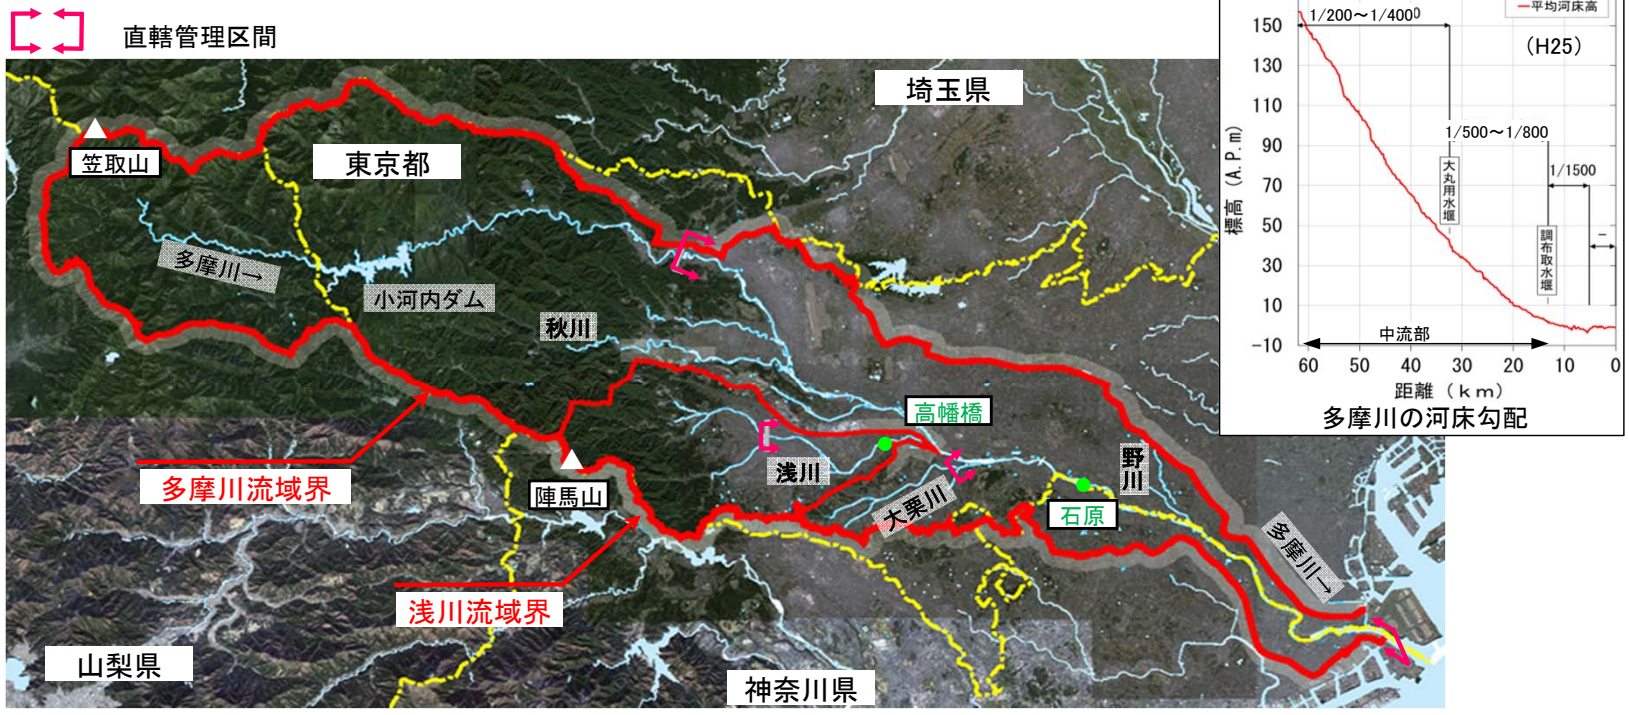 直轄管理区間
埼玉県
東京都
笠取山
多摩川→
小河内ダム
秋川
高幡橋
浅川
野川
大栗川
石原
多摩川→
多摩川流域界
陣馬山
浅川流域界
山梨県
神奈川県
平均河床高
(H25)
1/200～1/400
1/500～1/800
1/1500
－
大丸用水堰
調布取水堰
中流部
標高 (A.P.m)
150
130
110
90
70
50
30
10
-10
60 50 40 30 20 10 0
距離 (km)
多摩川の河床勾配